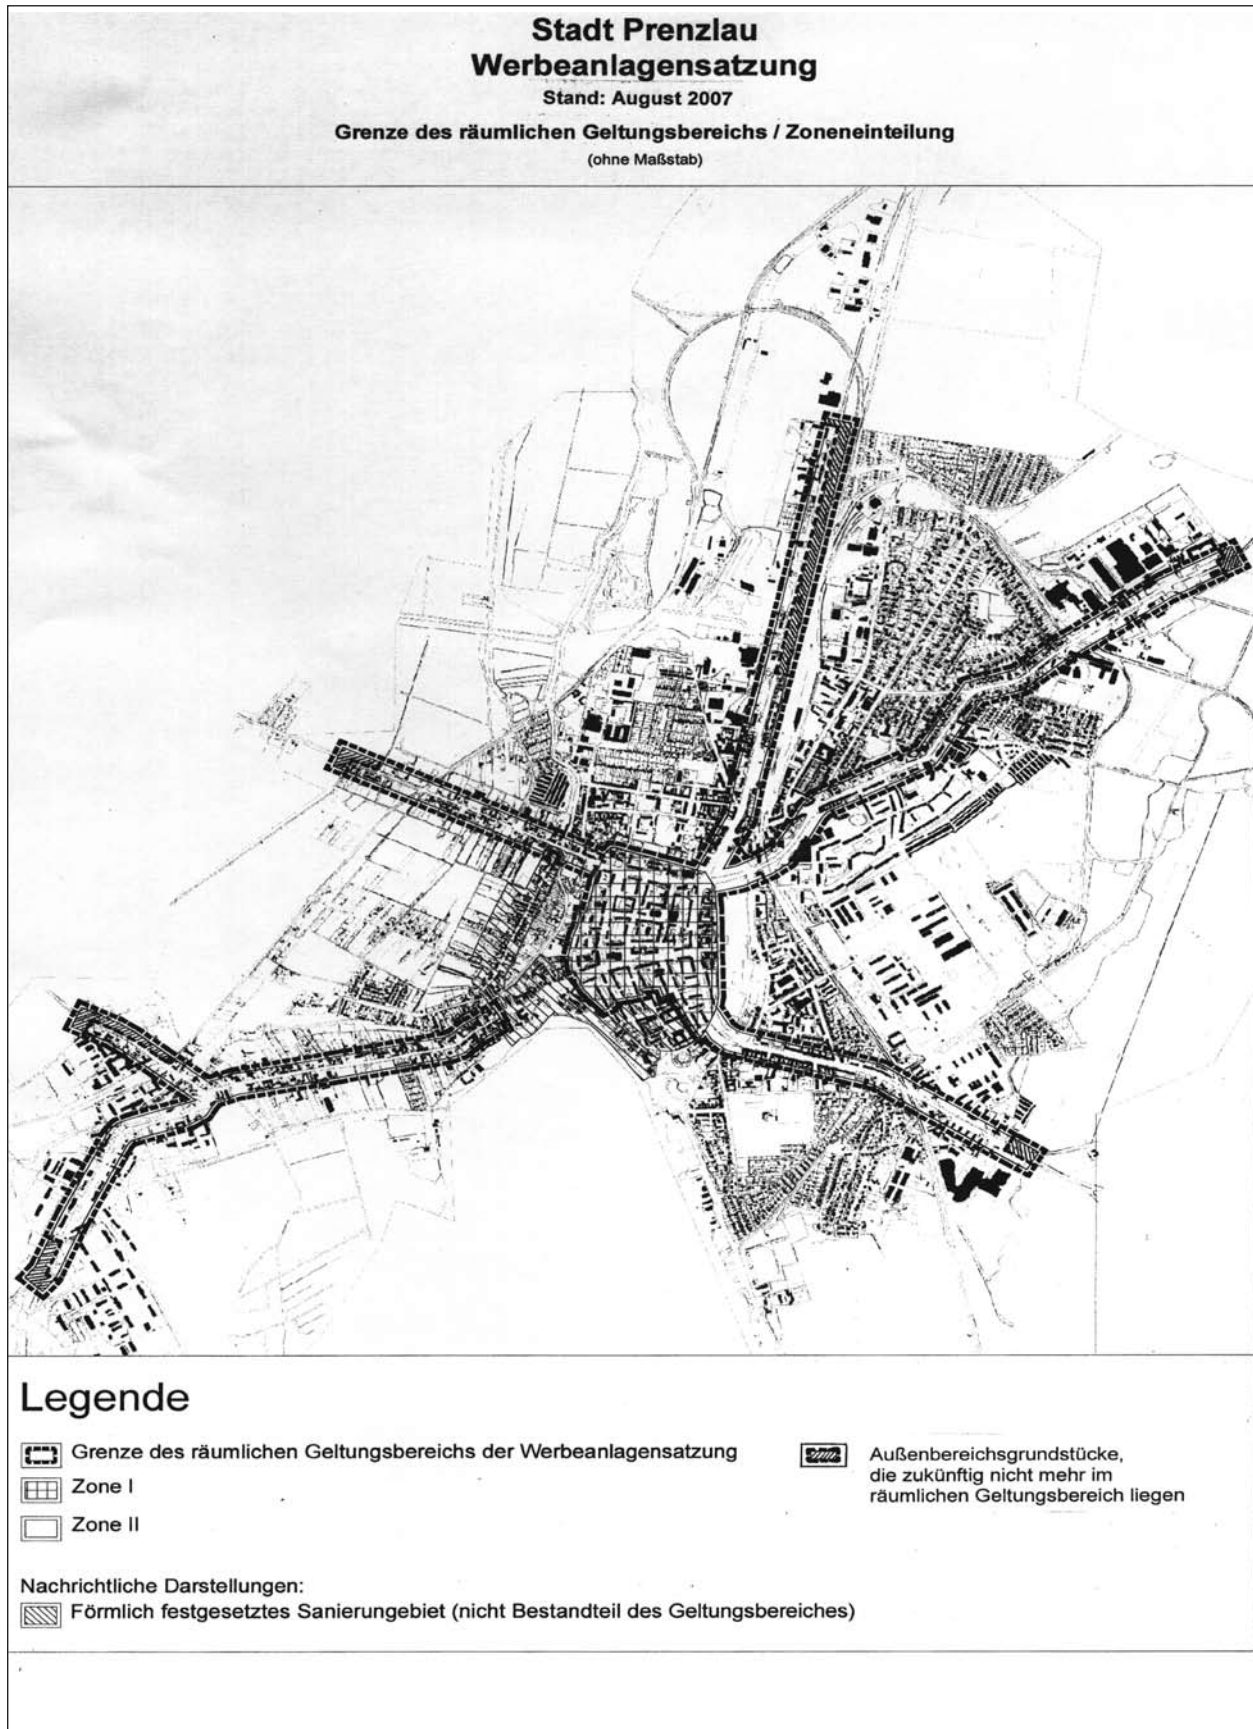 Stadt Prenzlau
Werbeanlagensatzung
Stand: August 2007
Grenze des räumlichen Geltungsbereichs / Zoneneinteilung
(ohne Maßstab)
Legende
Grenze des räumlichen Geltungsbereichs der Werbeanlagensatzung
Zone I
Zone II
Außenbereichsgrundstücke,
die zukünftig nicht mehr im
räumlichen Geltungsbereich liegen
Nachrichtliche Darstellungen:
Förmlich festgesetztes Sanierungebiet (nicht Bestandteil des Geltungsbereiches)